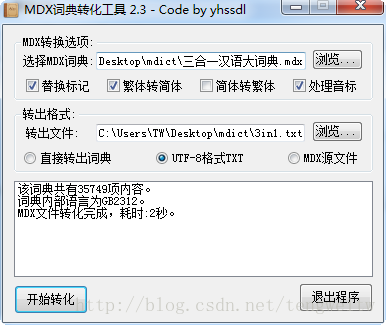 MDX词典转化工具 2.3 - Code by yhssdl
MDX转换选项:
选择MDX词典: Desktop\mdict\三合一汉语大词典.mdx 浏览...
替换标记 繁体转简体 简体转繁体 处理音标
转出格式:
转出文件: C:\Users\TW\Desktop\mdict\3in1.txt 浏览...
直接转出词典 UTF-8格式TXT MDX源文件
该词典共有35749项内容。
词典内部语言为GB2312。
MDX文件转化完成，耗时:2秒。
开始转化 退出程序